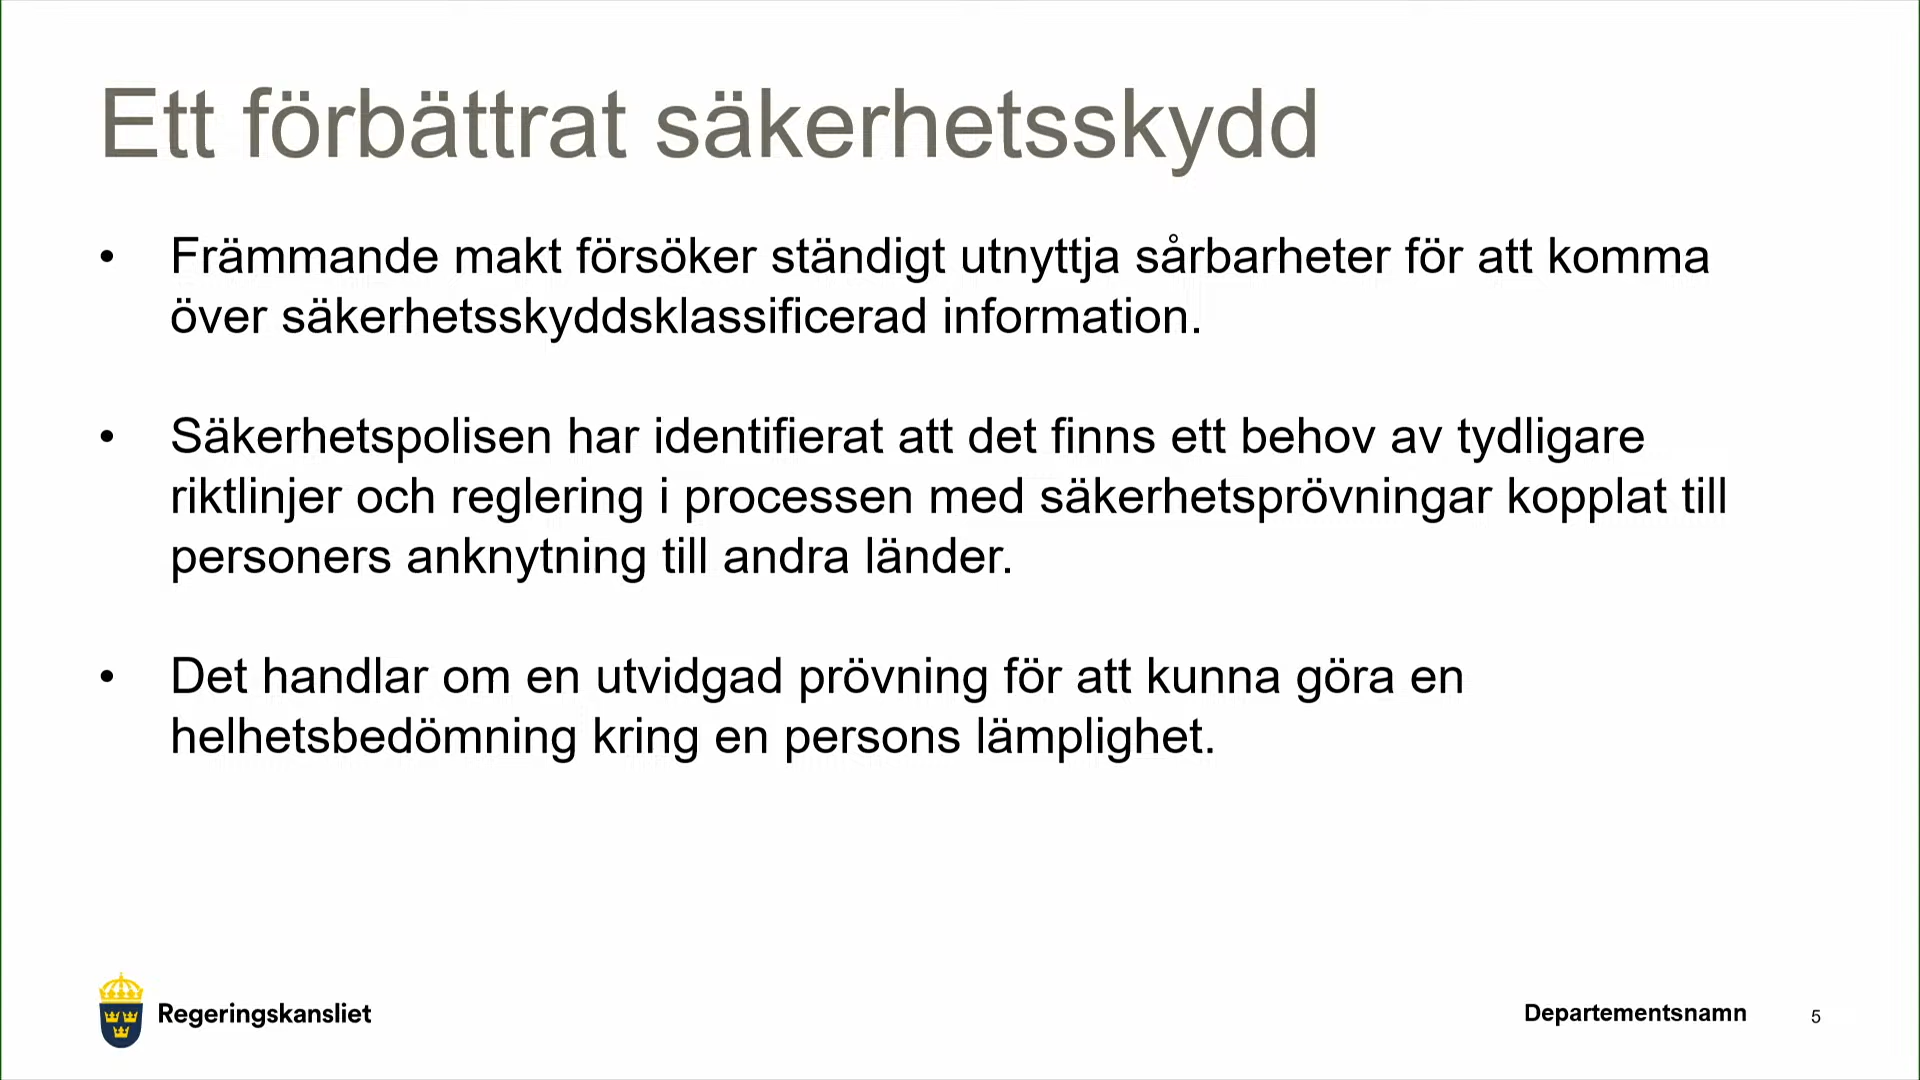 Ett förbättrat säkerhetsskydd
• Främmande makt försöker ständigt utnyttja sårbarheter för att komma
över säkerhetsskyddsklassificerad information.
• Säkerhetspolisen har identifierat att det finns ett behov av tydligare
riktlinjer och reglering i processen med säkerhetsprövningar kopplat till
personers anknytning till andra länder.
• Det handlar om en utvidgad prövning för att kunna göra en
helhetsbedömning kring en persons lämplighet.
Regeringskansliet
Departementsnamn 5